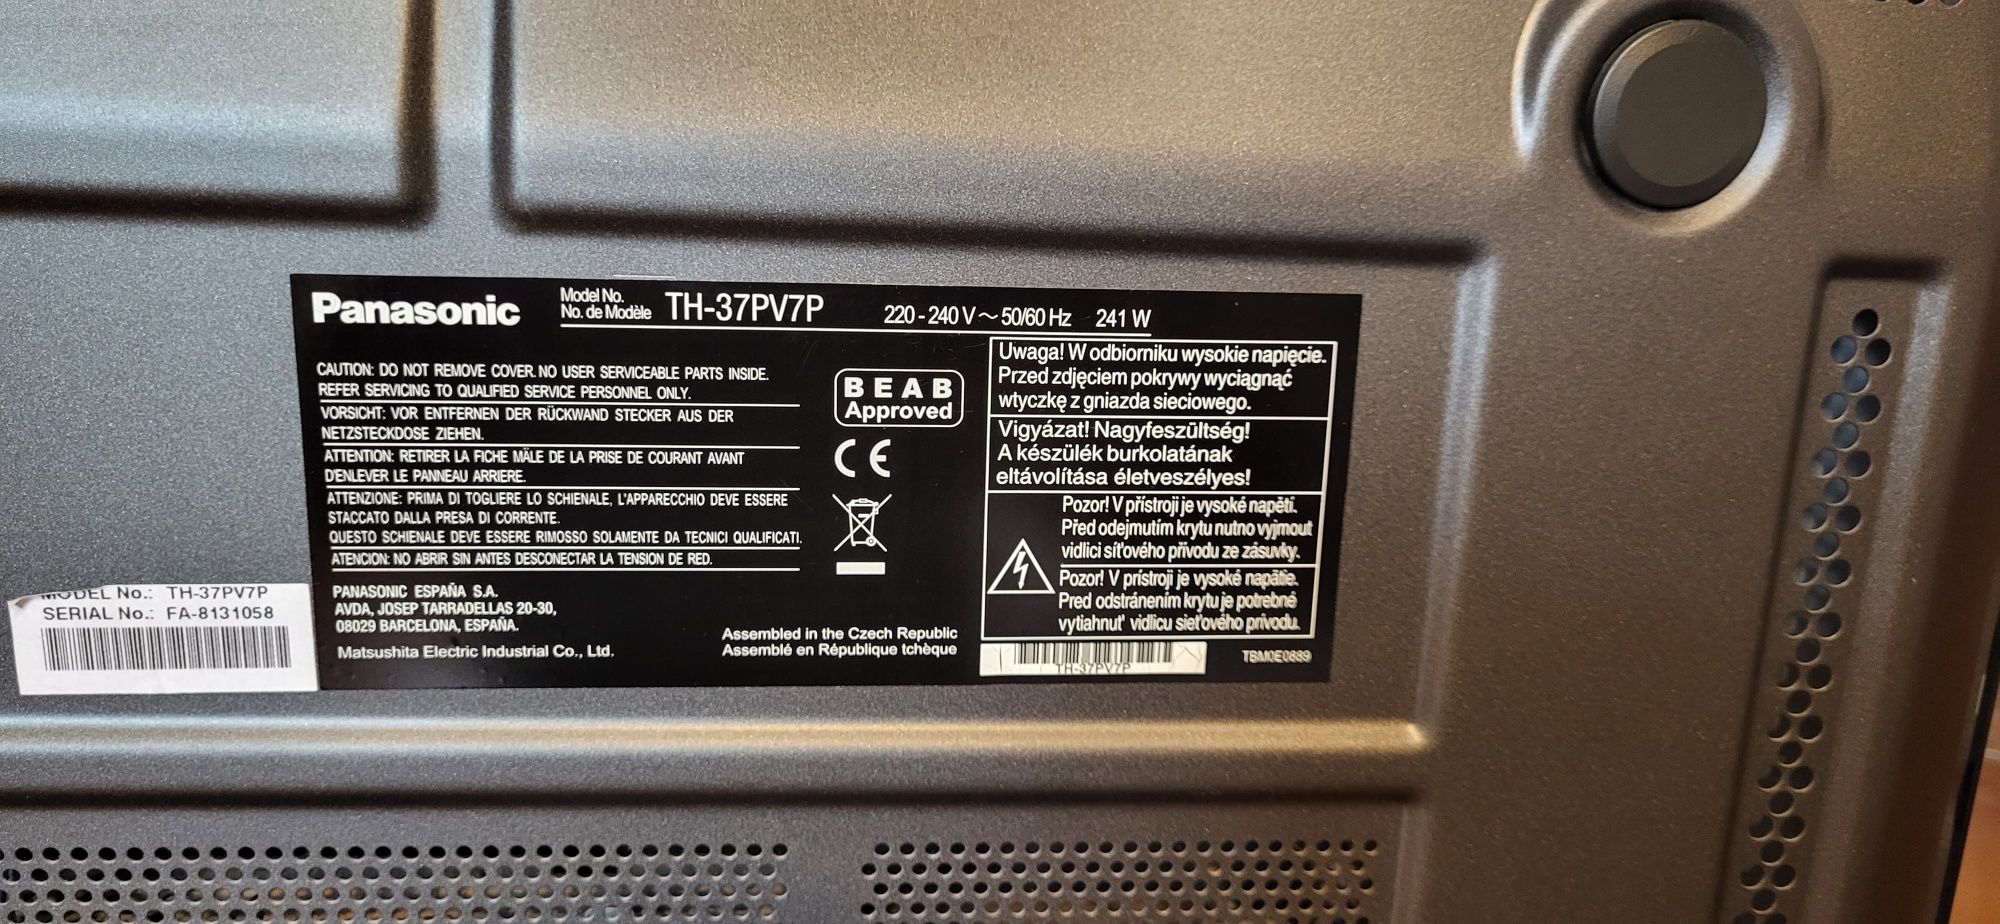 Panasonic
Model No.
No. de Modèle
TH-37PV7P
220 - 240 V ~ 50/60 Hz 241 W
CAUTION: DO NOT REMOVE COVER. NO USER SERVICEABLE PARTS INSIDE.
REFER SERVICING TO QUALIFIED SERVICE PERSONNEL ONLY.
VORSICHT: VOR ENTFERNEN DER RÜCKWAND STECKER AUS DER
NETZSTECKDOSE ZIEHEN.
ATTENTION: RETIRER LA FICHE MÂLE DE LA PRISE DE COURANT AVANT
D'ENLEVER LE PANNEAU ARRIERE.
ATTENZIONE: PRIMA DI TOGLIERE LO SCHIENALE, L'APPARECCHIO DEVE ESSERE
STACCATO DALLA PRESA DI CORRENTE.
QUESTO SCHIENALE DEVE ESSERE RIMOSSO SOLAMENTE DA TECNICI QUALIFICATI.
ATENCION: NO ABRIR SIN ANTES DESCONECTAR LA TENSION DE RED.
PANASONIC ESPAÑA S.A.
AVDA, JOSEP TARRADELLAS 20-30,
08029 BARCELONA, ESPAÑA.
Matsushita Electric Industrial Co., Ltd.
BEAB
Approved
CE
Assembled in the Czech Republic
Assemblé en République tchèque
Uwaga! W odbiorniku wysokie napięcie.
Przed zdjęciem pokrywy wyciągnąć
wtyczkę z gniazda sieciowego.
Vigyázat! Nagyfeszültség!
A készülék burkolatának
eltávolítása életveszélyes!
Pozor! V přístroji je vysoké napětí.
Před odejmutím krytu nutno vyjmout
vidlici síťového přívodu ze zásuvky.
Pozor! V prístroji je vysoké napätie.
Pred odstránením krytu je potrebné
vytiahnuť vidlicu sieťového prívodu.
TH-37PV7P
TBM0E0889
MODEL No.: TH-37PV7P
SERIAL No.: FA-8131058